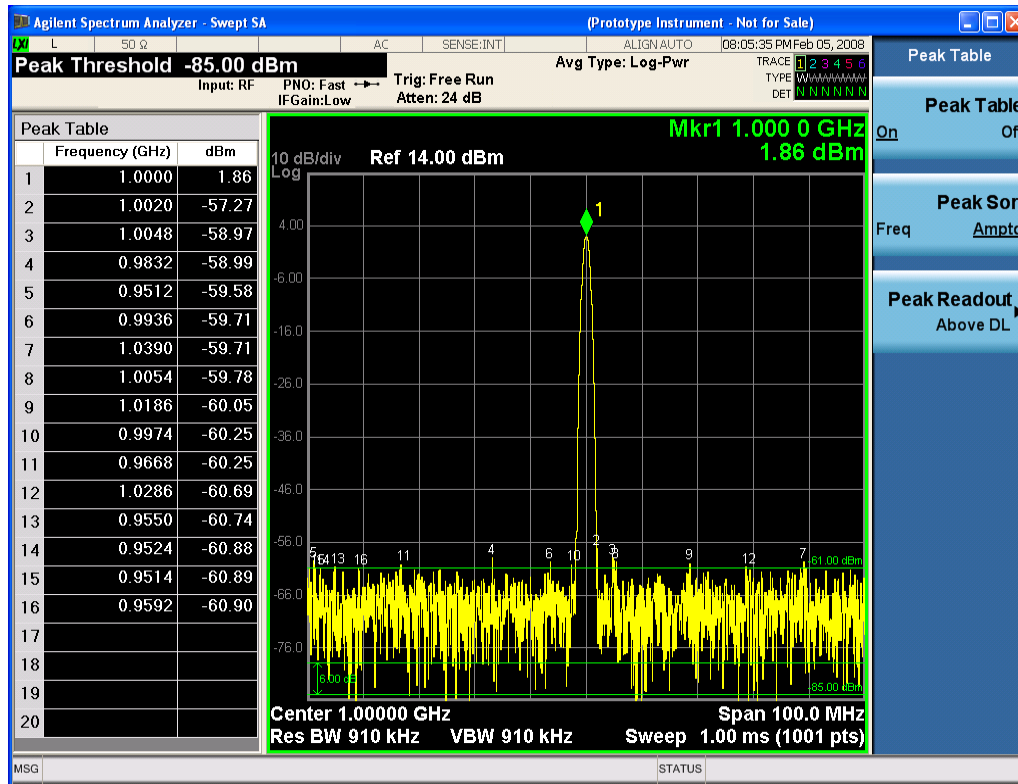 Agilent Spectrum Analyzer - Swept SA (Prototype Instrument - Not for Sale)
LXI L 50 Ω AC SENSE:INT ALIGN AUTO 08:05:35 PM Feb 05, 2008
Peak Threshold -85.00 dBm
Input: RF
PNO: Fast
IFGain:Low
Trig: Free Run
Atten: 24 dB
Avg Type: Log-Pwr
TRACE 1 2 3 4 5 6
TYPE WWWWWW
DET N N N N N N
Peak Table
Frequency (GHz) dBm
1 1.0000 1.86
2 1.0020 -57.27
3 1.0048 -58.97
4 0.9832 -58.99
5 0.9512 -59.58
6 0.9936 -59.71
7 1.0390 -59.71
8 1.0054 -59.78
9 1.0186 -60.05
10 0.9974 -60.25
11 0.9668 -60.25
12 1.0286 -60.69
13 0.9550 -60.74
14 0.9524 -60.88
15 0.9514 -60.89
16 0.9592 -60.90
17
18
19
20
Mkr1 1.000 0 GHz
1.86 dBm
10 dB/div Ref 14.00 dBm
Log
1
4.00
-6.00
-16.0
-26.0
-36.0
-46.0
-56.0
2
5 13 16 11 4 6 10 3 9 12 7
-61.00 dBm
-66.0
-76.0
6.00 dB
-85.00 dBm
Center 1.00000 GHz Span 100.0 MHz
Res BW 910 kHz VBW 910 kHz Sweep 1.00 ms (1001 pts)
Peak Table
Peak Table
On Of
Peak Sor
Freq Amptd
Peak Readout
Above DL
MSG STATUS